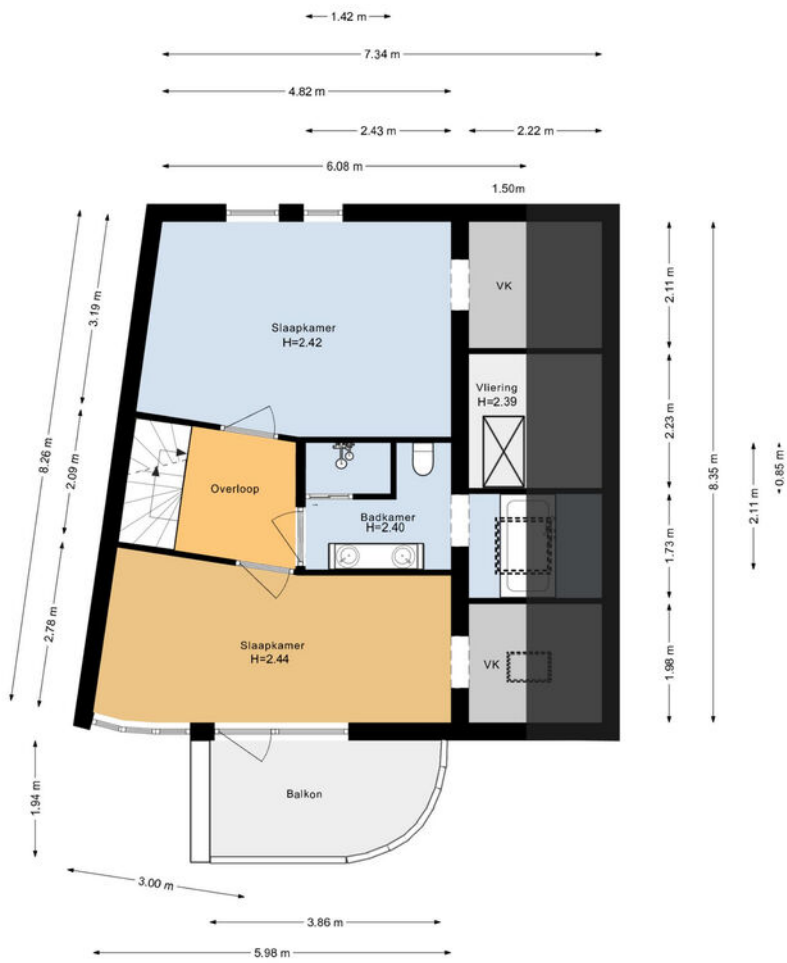 1.42 m
7.34 m
4.82 m
2.43 m
2.22 m
6.08 m
1.50m
Slaapkamer
H=2.42
VK
Vliering
H=2.39
Overloop
Badkamer
H=2.40
Slaapkamer
H=2.44
VK
Balkon
3.19 m
2.09 m
8.26 m
2.78 m
1.94 m
2.11 m
2.23 m
1.73 m
1.98 m
8.35 m
2.11 m
0.85 m
3.00 m
3.86 m
5.98 m